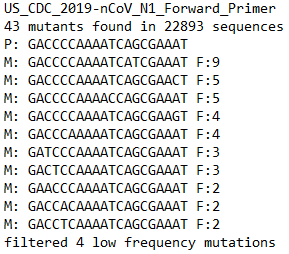 US_CDC_2019-nCoV_N1_Forward_Primer
43 mutants found in 22893 sequences
P: GACCCCAAAATCAGCGAAAT
M: GACCCCAAAATCATCGAAAT F:9
M: GACCCCAAAATCAGCGAACT F:5
M: GACCCCAAAACCAGCGAAAT F:5
M: GACCCCAAAATCAGCGAAGT F:4
M: GACCCCAAAAATCAGCGAAAT F:4
M: GATCCCAAAATCAGCGAAAT F:3
M: GACTCCAAAATCAGCGAAAT F:3
M: GAACCCAAAATCAGCGAAAT F:2
M: GACCACAAAATCAGCGAAAT F:2
M: GACCTCAAAATCAGCGAAAT F:2
filtered 4 low frequency mutations